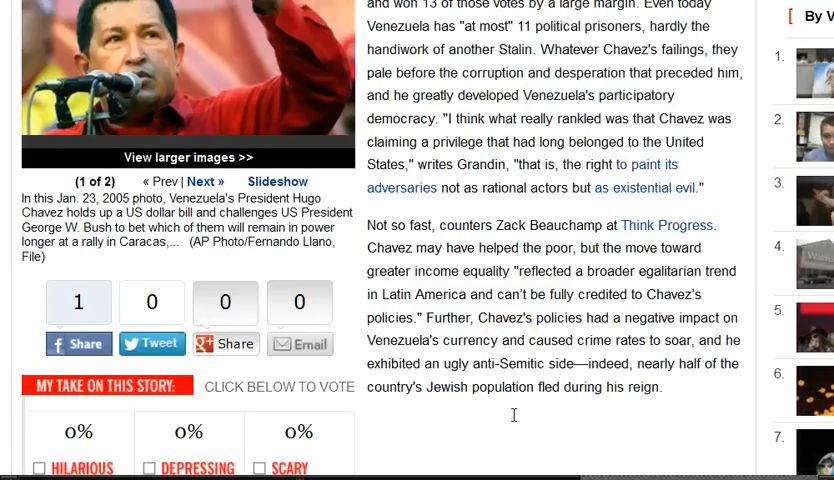 and won 13 of those votes by a large margin. Even today
Venezuela has "at most" 11 political prisoners, hardly the
handiwork of another Stalin. Whatever Chavez's failings, they
pale before the corruption and desperation that preceded him,
and he greatly developed Venezuela's participatory
democracy. "I think what really rankled was that Chavez was
claiming a privilege that had long belonged to the United
States," writes Grandin, "that is, the right to paint its
adversaries not as rational actors but as existential evil."
Not so fast, counters Zack Beauchamp at Think Progress.
Chavez may have helped the poor, but the move toward
greater income equality "reflected a broader egalitarian trend
in Latin America and can't be fully credited to Chavez's
policies." Further, Chavez's policies had a negative impact on
Venezuela's currency and caused crime rates to soar, and he
exhibited an ugly anti-Semitic side—indeed, nearly half of the
country's Jewish population fled during his reign.
View larger images >>
(1 of 2) « Prev | Next » Slideshow
In this Jan. 23, 2005 photo, Venezuela's President Hugo
Chavez holds up a US dollar bill and challenges US President
George W. Bush to bet which of them will remain in power
longer at a rally in Caracas,... (AP Photo/Fernando Llano,
File)
1 0 0 0
Share Tweet Share Email
MY TAKE ON THIS STORY: CLICK BELOW TO VOTE
0% 0% 0%
HILARIOUS DEPRESSING SCARY
By V
1.
2.
3.
4.
5.
6.
7.